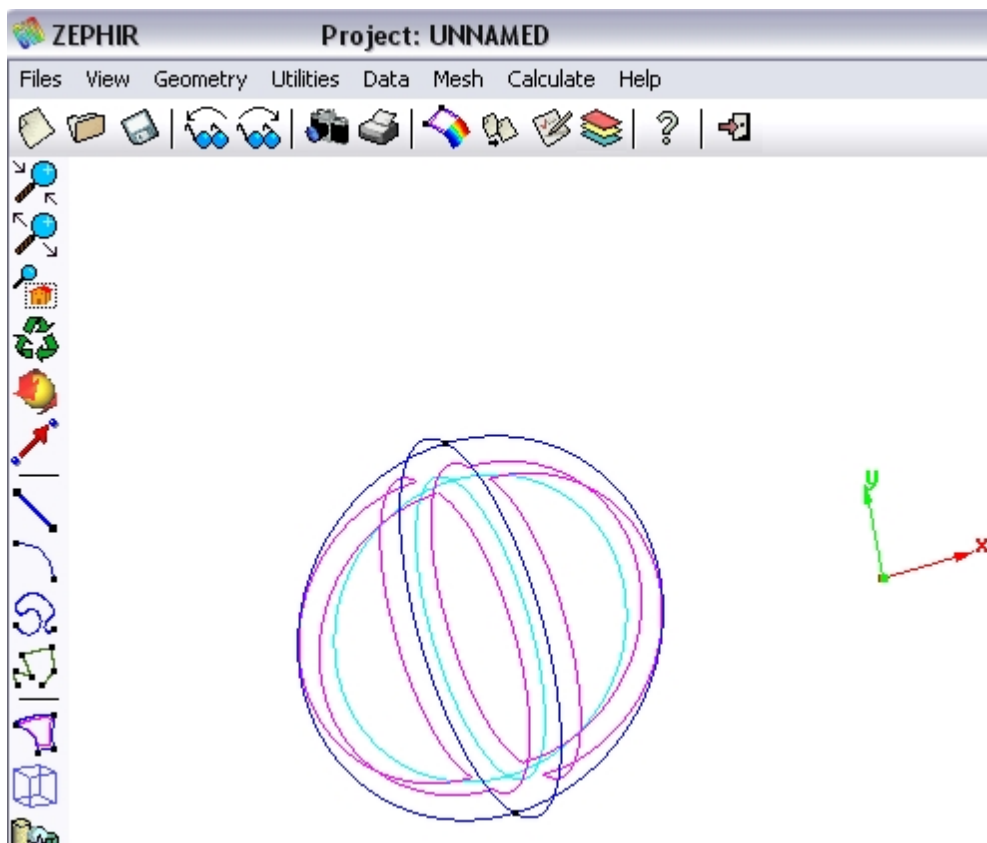 ZEPHIR Project: UNNAMED
Files View Geometry Utilities Data Mesh Calculate Help
y
x